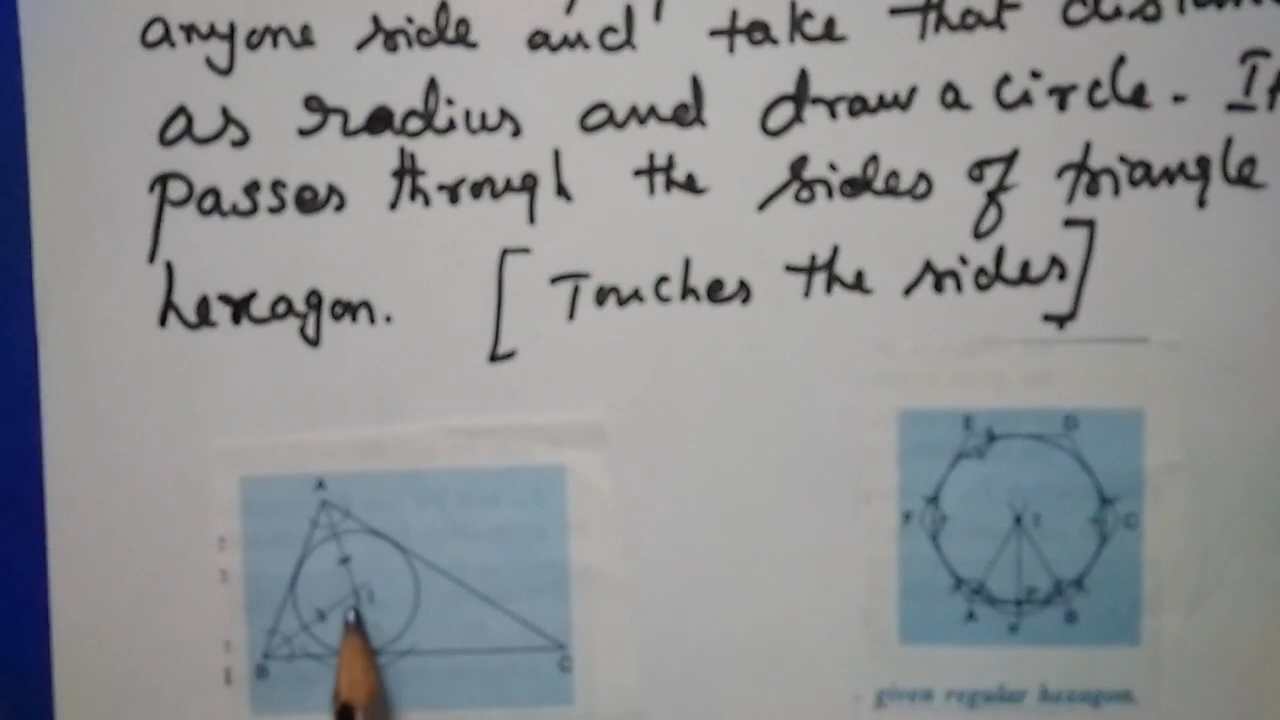 anyone side and take that
as radius and draw a circle. It
passes through the sides of triangle
hexagon. [Touches the sides]
A
B
C
I
E D
F I C
A B
given regular hexagon.